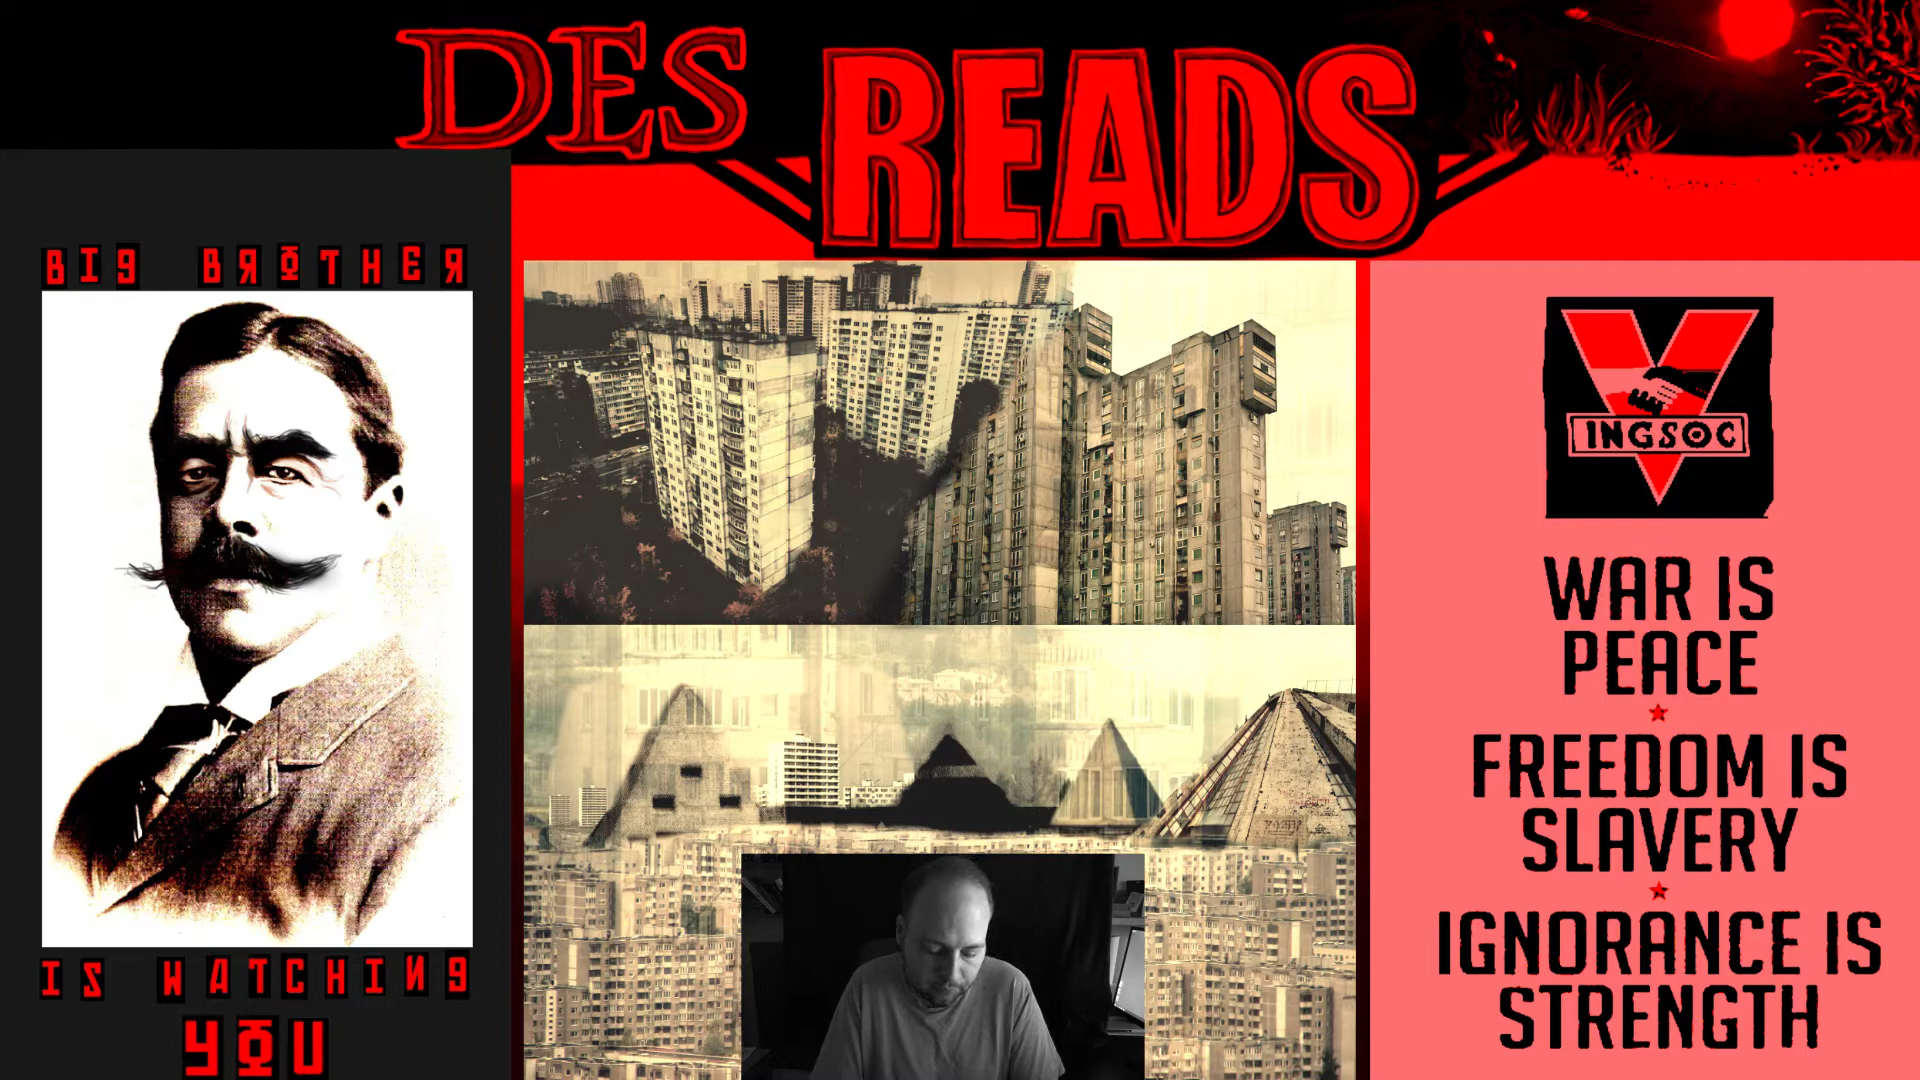 DES READS
BIG BROTHER
IS WATCHING
YOU
INGSOC
WAR IS
PEACE
FREEDOM IS
SLAVERY
IGNORANCE IS
STRENGTH